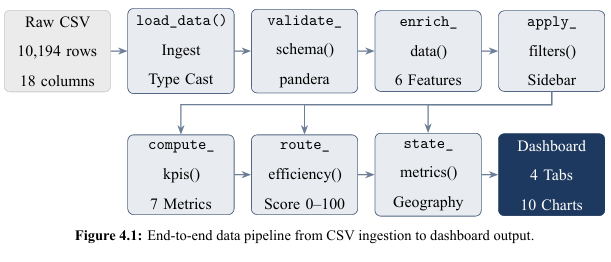 Raw CSV
10,194 rows
18 columns
load_data()
Ingest
Type Cast
validate_
schema()
pandera
enrich_
data()
6 Features
apply_
filters()
Sidebar
compute_
kpis()
7 Metrics
route_
efficiency()
Score 0–100
state_
metrics()
Geography
Dashboard
4 Tabs
10 Charts
Figure 4.1: End-to-end data pipeline from CSV ingestion to dashboard output.